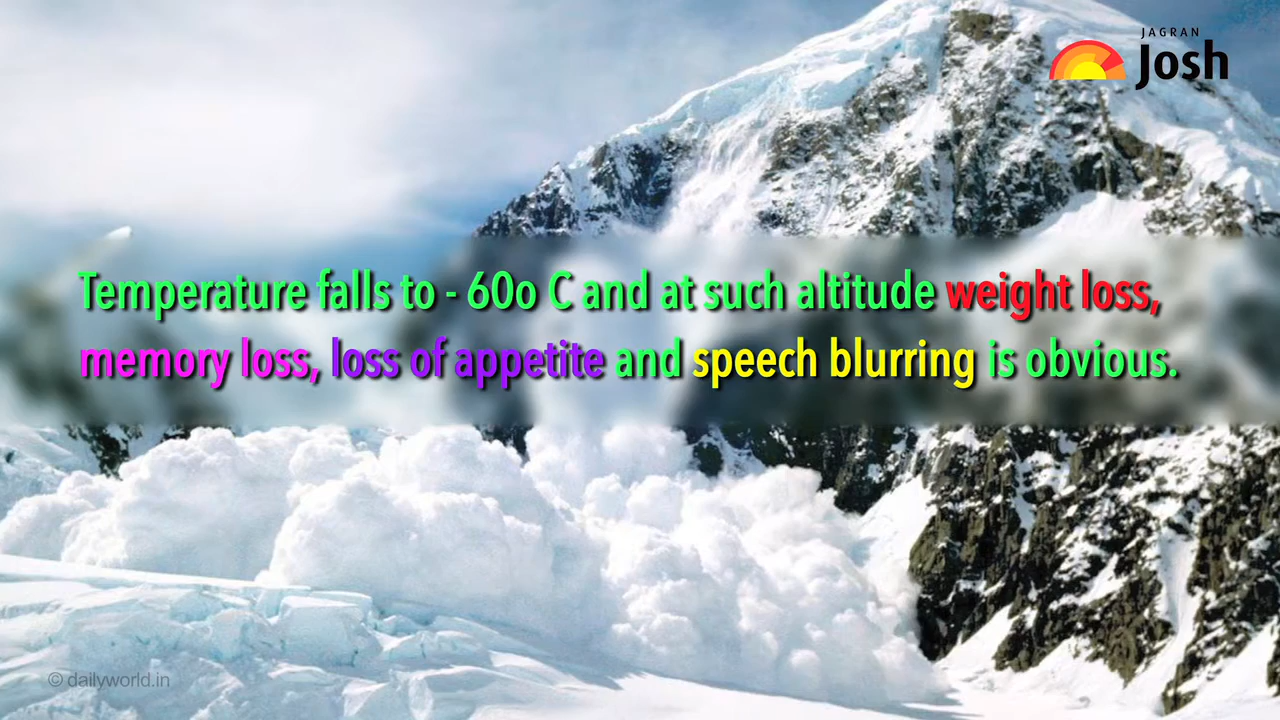 JAGRAN
Josh
Temperature falls to - 60o C and at such altitude weight loss,
memory loss, loss of appetite and speech blurring is obvious.
© dailyworld.in